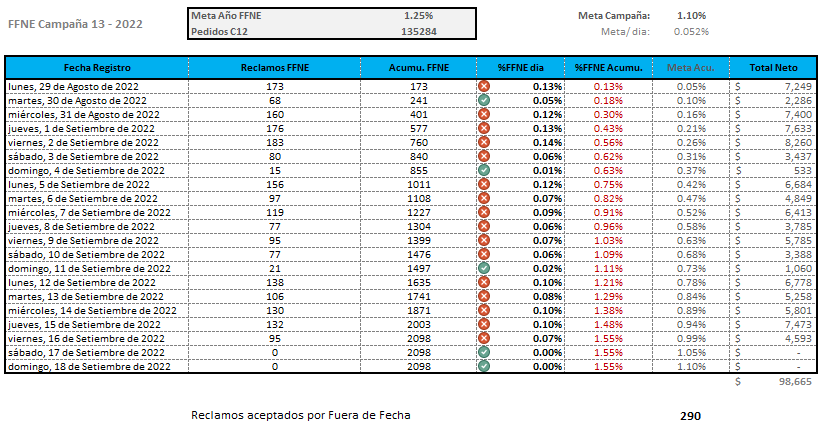 Meta Año FFNE 1.25% Meta Campaña: 1.10%
FFNE Campaña 13 - 2022
Pedidos C12 135284 Meta/ dia: 0.052%
Fecha Registro Reclamos FFNE Acumu. FFNE %FFNE dia %FFNE Acumu. Meta Acu. Total Neto
lunes, 29 de Agosto de 2022 173 173 0.13% 0.13% 0.05% $ 7,249
martes, 30 de Agosto de 2022 68 241 0.05% 0.18% 0.10% $ 2,286
miércoles, 31 de Agosto de 2022 160 401 0.12% 0.30% 0.16% $ 7,400
jueves, 1 de Setiembre de 2022 176 577 0.13% 0.43% 0.21% $ 7,633
viernes, 2 de Setiembre de 2022 183 760 0.14% 0.56% 0.26% $ 8,260
sábado, 3 de Setiembre de 2022 80 840 0.06% 0.62% 0.31% $ 3,437
domingo, 4 de Setiembre de 2022 15 855 0.01% 0.63% 0.37% $ 533
lunes, 5 de Setiembre de 2022 156 1011 0.12% 0.75% 0.42% $ 6,684
martes, 6 de Setiembre de 2022 97 1108 0.07% 0.82% 0.47% $ 4,849
miércoles, 7 de Setiembre de 2022 119 1227 0.09% 0.91% 0.52% $ 6,413
jueves, 8 de Setiembre de 2022 77 1304 0.06% 0.96% 0.58% $ 3,785
viernes, 9 de Setiembre de 2022 95 1399 0.07% 1.03% 0.63% $ 5,785
sábado, 10 de Setiembre de 2022 77 1476 0.06% 1.09% 0.68% $ 3,388
domingo, 11 de Setiembre de 2022 21 1497 0.02% 1.11% 0.73% $ 1,060
lunes, 12 de Setiembre de 2022 138 1635 0.10% 1.21% 0.78% $ 6,778
martes, 13 de Setiembre de 2022 106 1741 0.08% 1.29% 0.84% $ 5,258
miércoles, 14 de Setiembre de 2022 130 1871 0.10% 1.38% 0.89% $ 5,801
jueves, 15 de Setiembre de 2022 132 2003 0.10% 1.48% 0.94% $ 7,473
viernes, 16 de Setiembre de 2022 95 2098 0.07% 1.55% 0.99% $ 4,593
sábado, 17 de Setiembre de 2022 0 2098 0.00% 1.55% 1.05% $ -
domingo, 18 de Setiembre de 2022 0 2098 0.00% 1.55% 1.10% $ -
$ 98,665
Reclamos aceptados por Fuera de Fecha 290